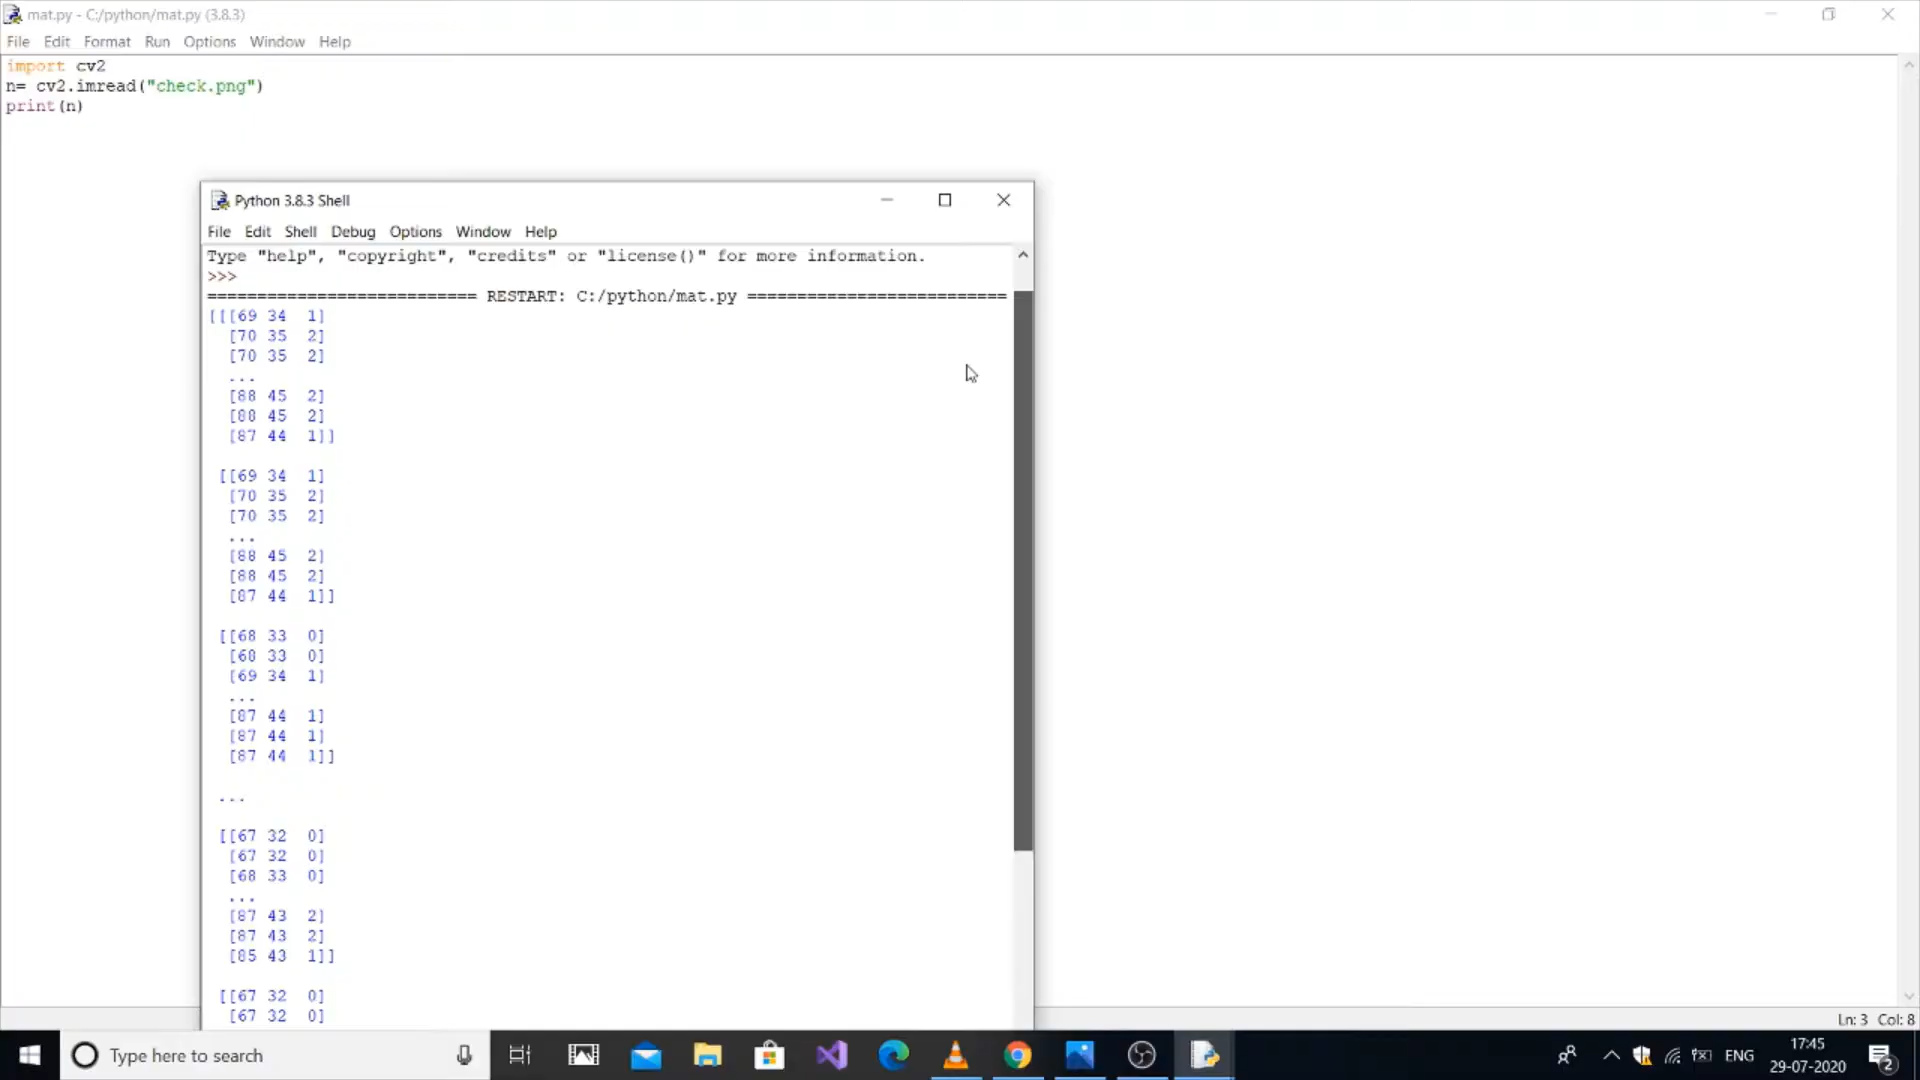 mat.py - C:/python/mat.py (3.8.3)
File Edit Format Run Options Window Help
import cv2
n= cv2.imread("check.png")
print(n)
Python 3.8.3 Shell
File Edit Shell Debug Options Window Help
Type "help", "copyright", "credits" or "license()" for more information.
>>>
=========================== RESTART: C:/python/mat.py ==========================
[[[69 34  1]
  [70 35  2]
  [70 35  2]
  ...
  [88 45  2]
  [88 45  2]
  [87 44  1]]
 [[69 34  1]
  [70 35  2]
  [70 35  2]
  ...
  [88 45  2]
  [88 45  2]
  [87 44  1]]
 [[68 33  0]
  [68 33  0]
  [69 34  1]
  ...
  [87 44  1]
  [87 44  1]
  [87 44  1]]
 ...
 [[67 32  0]
  [67 32  0]
  [68 33  0]
  ...
  [87 43  2]
  [87 43  2]
  [85 43  1]]
 [[67 32  0]
  [67 32  0]
Ln: 3 Col: 8
Type here to search
ENG
17:45
29-07-2020
2